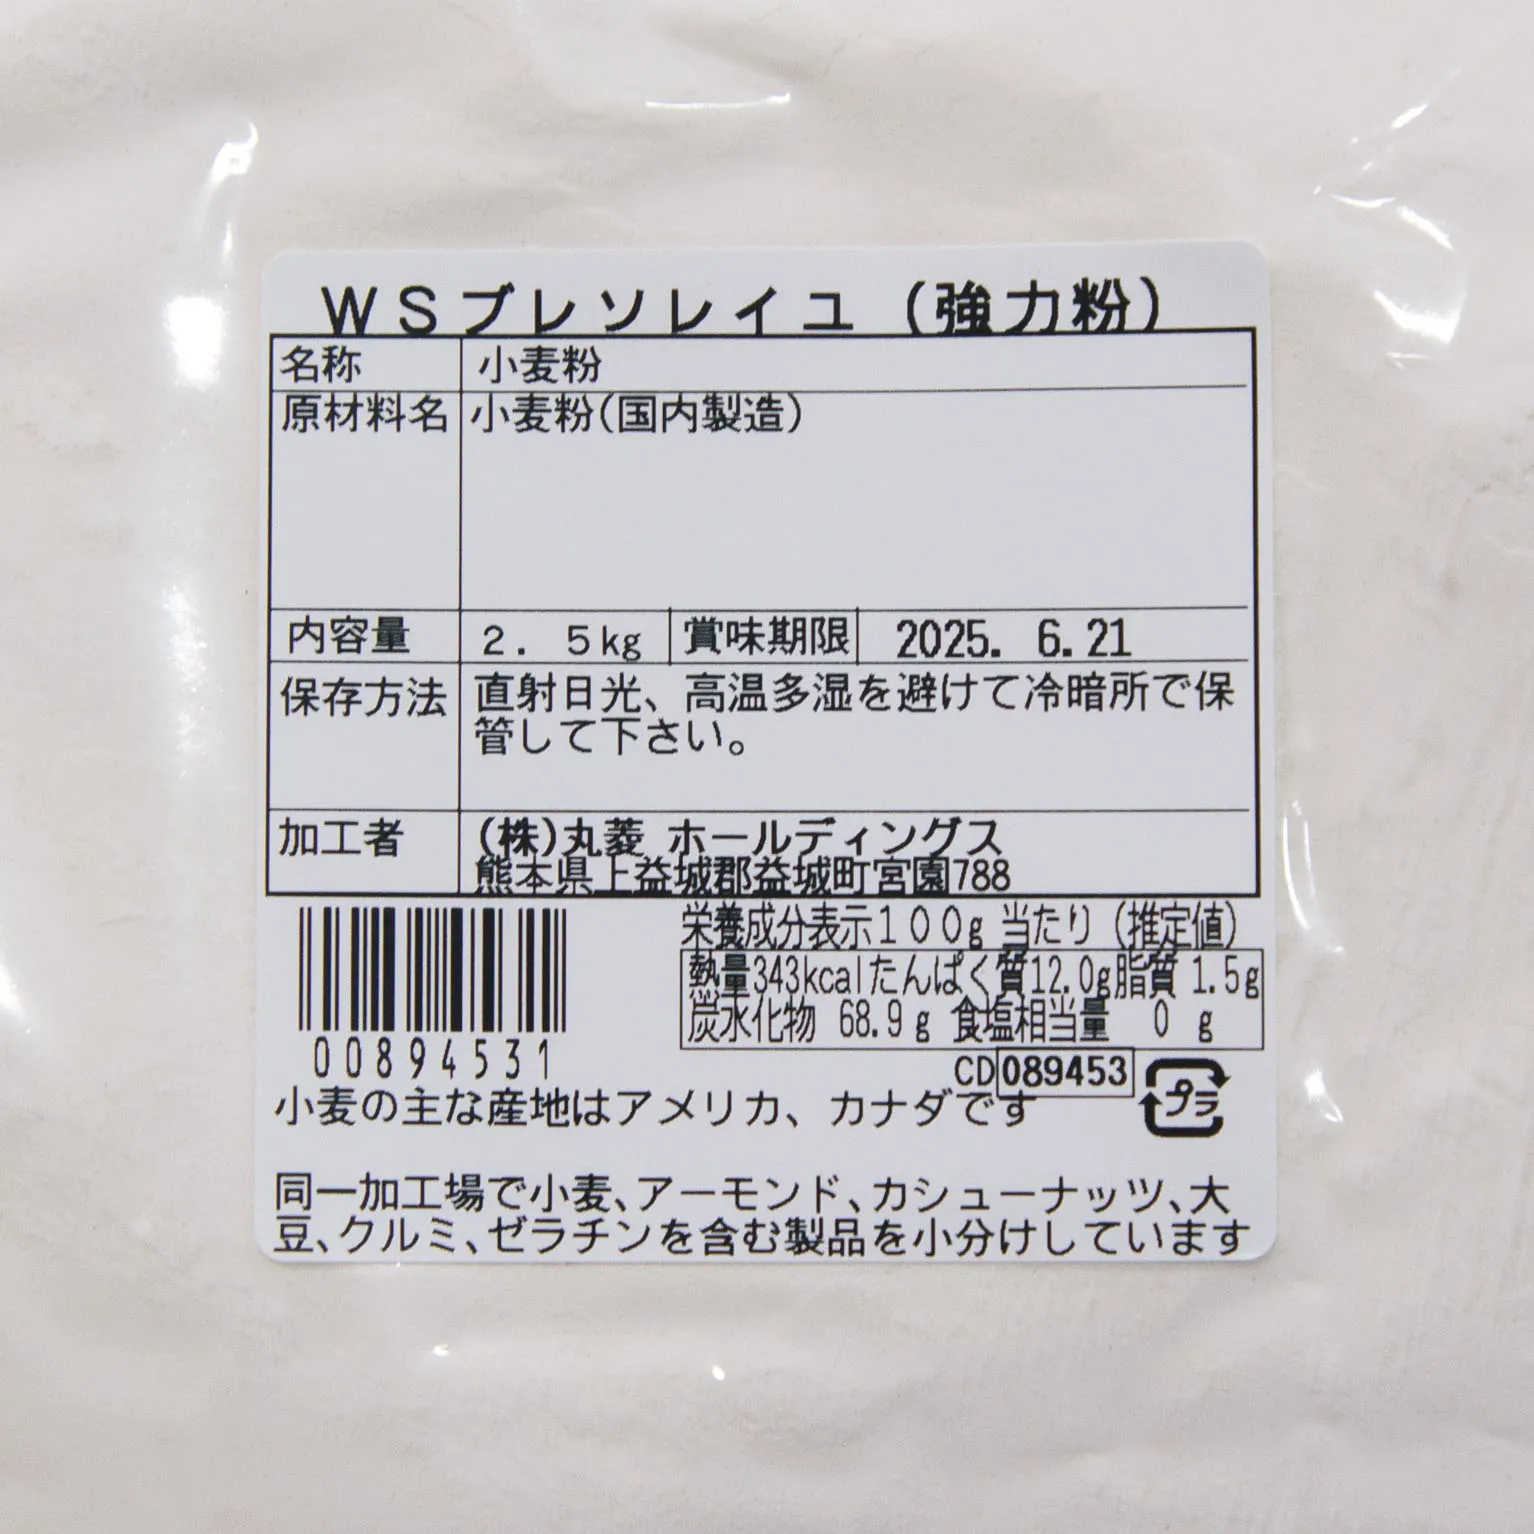 WSブレソレイユ(強力粉)
名称 小麦粉
原材料名 小麦粉(国内製造)
内容量 2.5kg 賞味期限 2025. 6.21
保存方法 直射日光、高温多湿を避けて冷暗所で保
管して下さい。
加工者 (株)丸菱 ホールディングス
熊本県上益城郡益城町宮園788
栄養成分表示100g当たり(推定値)
熱量343kcalたんぱく質12.0g脂質 1.5g
炭水化物 68.9g 食塩相当量 0 g
00894531
CD089453
プラ
小麦の主な産地はアメリカ、カナダです
同一加工場で小麦、アーモンド、カシューナッツ、大
豆、クルミ、ゼラチンを含む製品を小分けしています